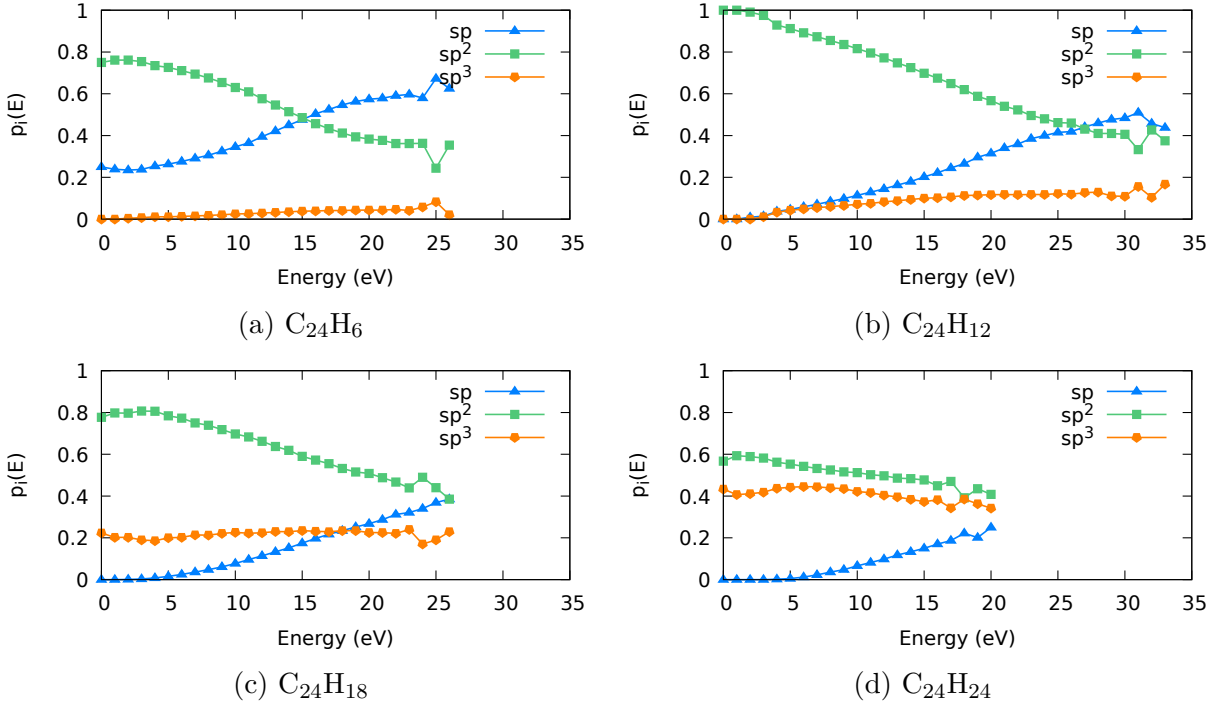 1
0.8
0.6
0.4
0.2
0
p_i(E)
sp
sp²
sp³
0 5 10 15 20 25 30 35
Energy (eV)
(a) C₂₄H₆
1
0.8
0.6
0.4
0.2
0
p_i(E)
sp
sp²
sp³
0 5 10 15 20 25 30 35
Energy (eV)
(b) C₂₄H₁₂
1
0.8
0.6
0.4
0.2
0
p_i(E)
sp
sp²
sp³
0 5 10 15 20 25 30 35
Energy (eV)
(c) C₂₄H₁₈
1
0.8
0.6
0.4
0.2
0
p_i(E)
sp
sp²
sp³
0 5 10 15 20 25 30 35
Energy (eV)
(d) C₂₄H₂₄